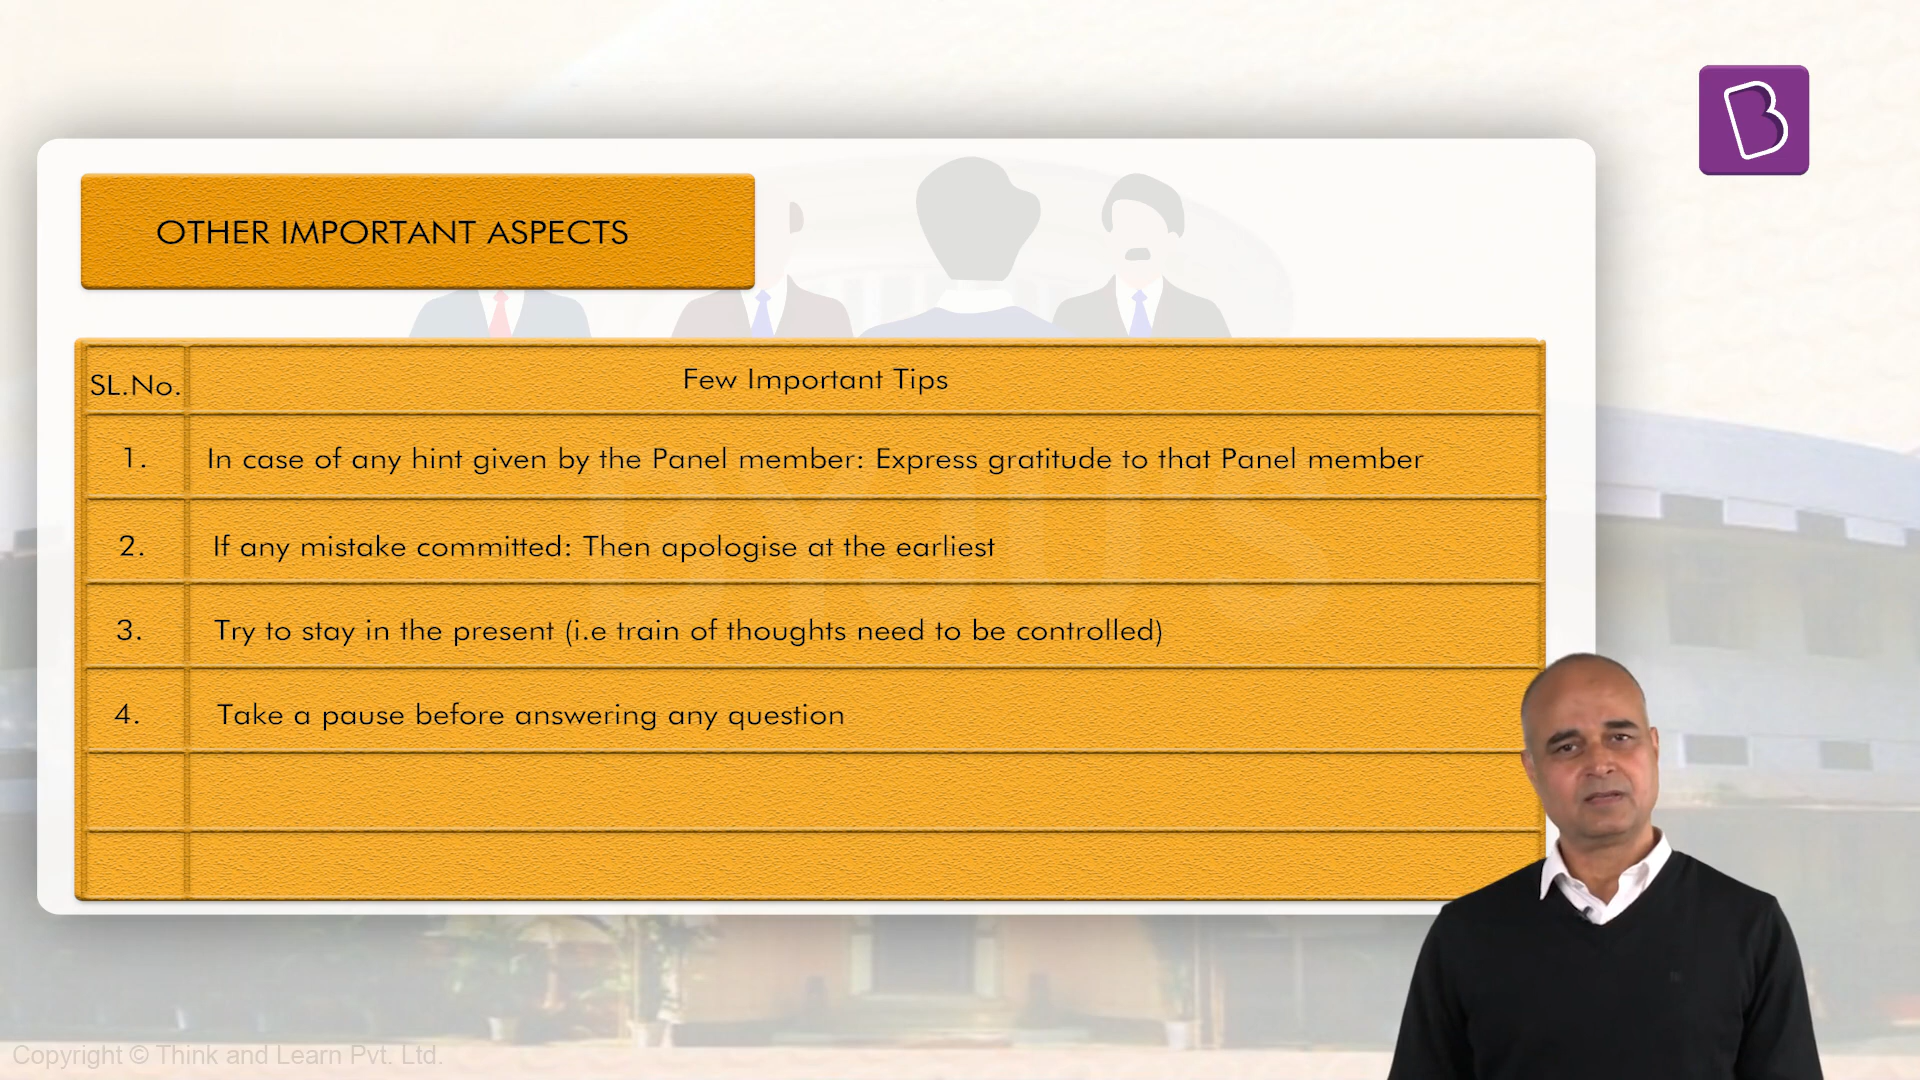 OTHER IMPORTANT ASPECTS
SL.No. Few Important Tips
1. In case of any hint given by the Panel member: Express gratitude to that Panel member
2. If any mistake committed: Then apologise at the earliest
3. Try to stay in the present (i.e train of thoughts need to be controlled)
4. Take a pause before answering any question
BYJU'S
B
Copyright © Think and Learn Pvt. Ltd.